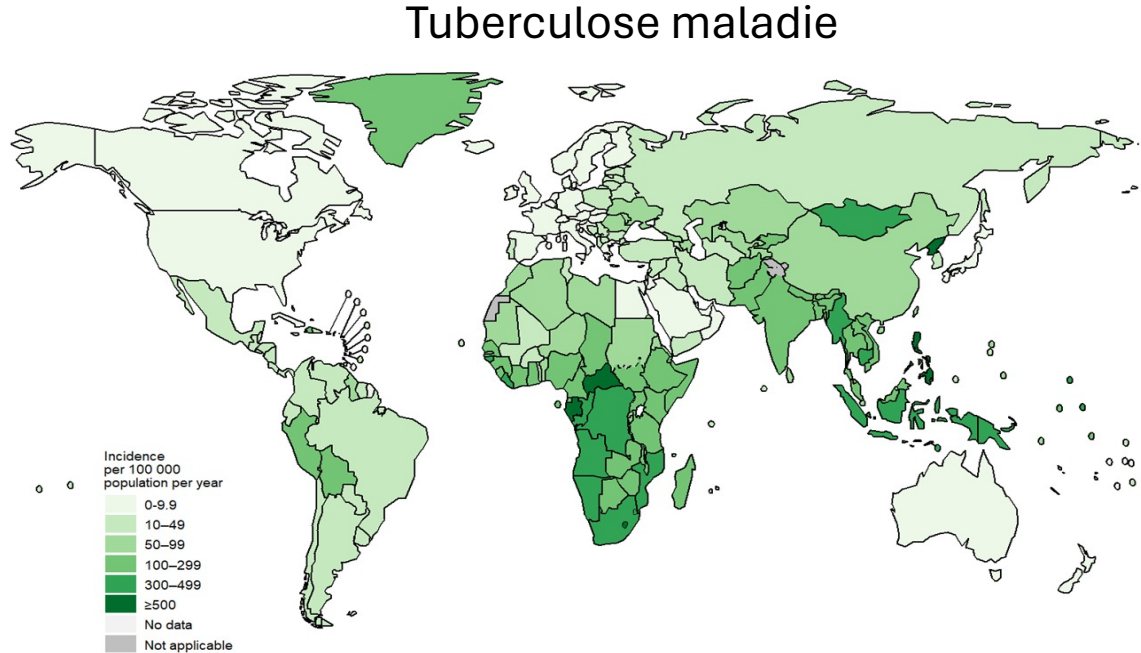 Tuberculose maladie
Incidence
per 100 000
population per year
0-9.9
10–49
50–99
100–299
300–499
≥500
No data
Not applicable